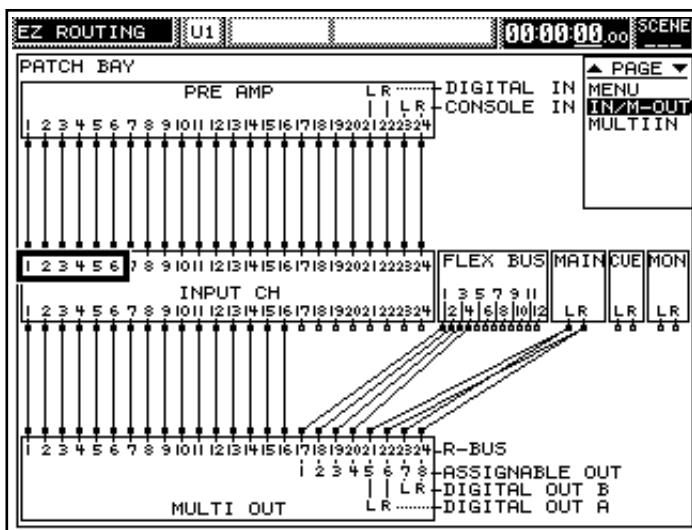 EZ ROUTING U1 00:00:00.00 SCENE
PATCH BAY
▲ PAGE ▼
MENU
IN/M-OUT
MULTIIN
PRE AMP
L R DIGITAL IN
L R CONSOLE IN
1 2 3 4 5 6 7 8 9 10 11 12 13 14 15 16 17 18 19 20 21 22 23 24
1 2 3 4 5 6 7 8 9 10 11 12 13 14 15 16 17 18 19 20 21 22 23 24
FLEX BUS MAIN CUE MON
INPUT CH
1 3 5 7 9 11
2 4 6 8 10 12
L R L R L R
1 2 3 4 5 6 7 8 9 10 11 12 13 14 15 16 17 18 19 20 21 22 23 24
1 2 3 4 5 6 7 8 9 10 11 12 13 14 15 16 17 18 19 20 21 22 23 24 R-BUS
1 2 3 4 5 6 7 8 ASSIGNABLE OUT
L R DIGITAL OUT B
MULTI OUT L R DIGITAL OUT A